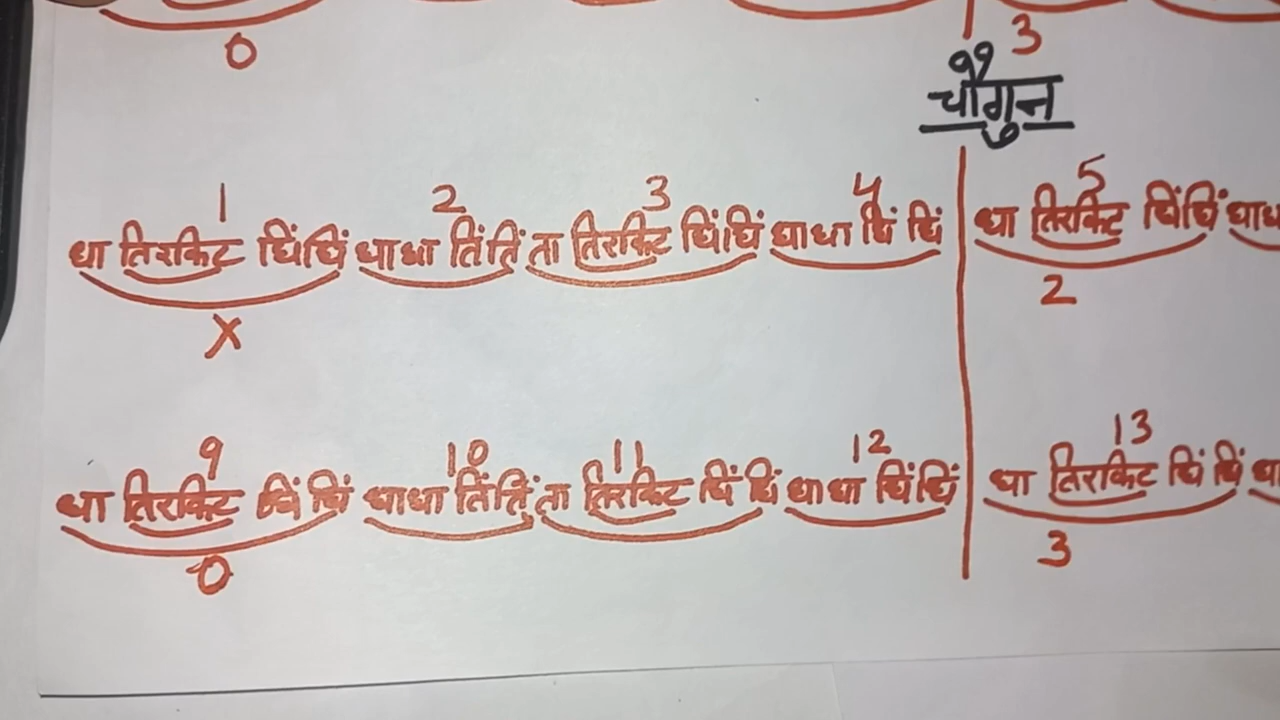 0 3
चौगुन
1 2 3 4 5
धा तिरकिट धिंधिं धाधा तिंतिं ता तिरकिट धिंधिं धाधा धिं धिं धा तिरकिट धिंधिं धाधा
X 2
9 10 11 12 13
धा तिरकिट धिं धिं धाधा तिंतिं ता तिरकिट धिं धिं धा धा धिंधिं धा तिरकिट धिं धिं धा
0 3